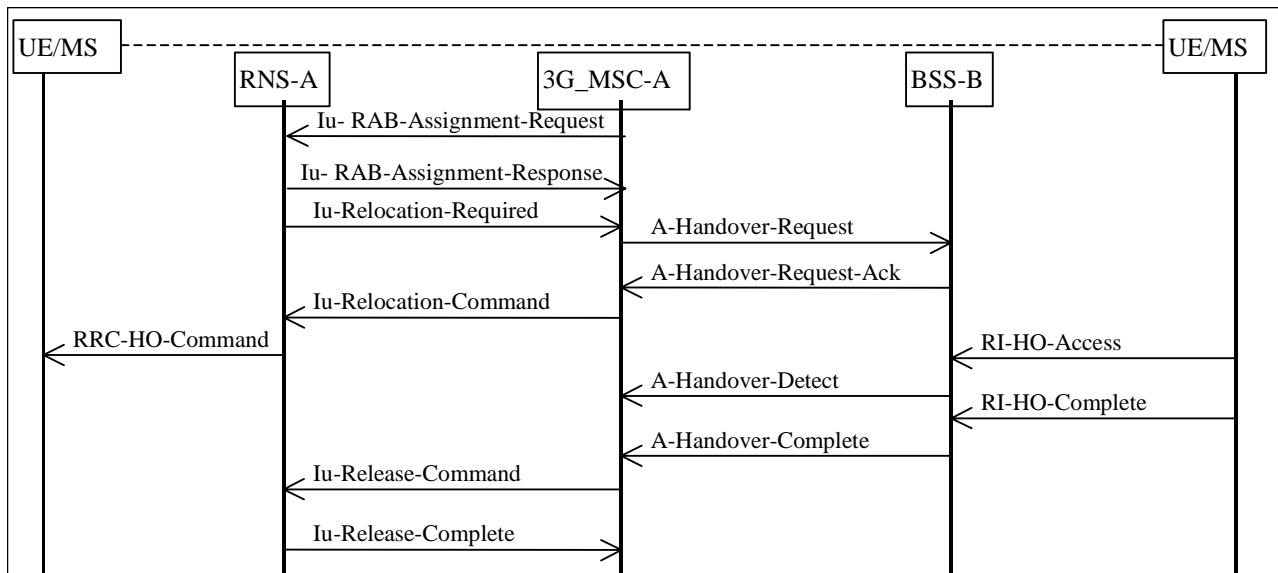 UE/MS
UE/MS
RNS-A
3G_MSC-A
BSS-B
Iu- RAB-Assignment-Request
Iu- RAB-Assignment-Response
Iu-Relocation-Required
A-Handover-Request
A-Handover-Request-Ack
Iu-Relocation-Command
RRC-HO-Command
RI-HO-Access
A-Handover-Detect
RI-HO-Complete
A-Handover-Complete
Iu-Release-Command
Iu-Release-Complete